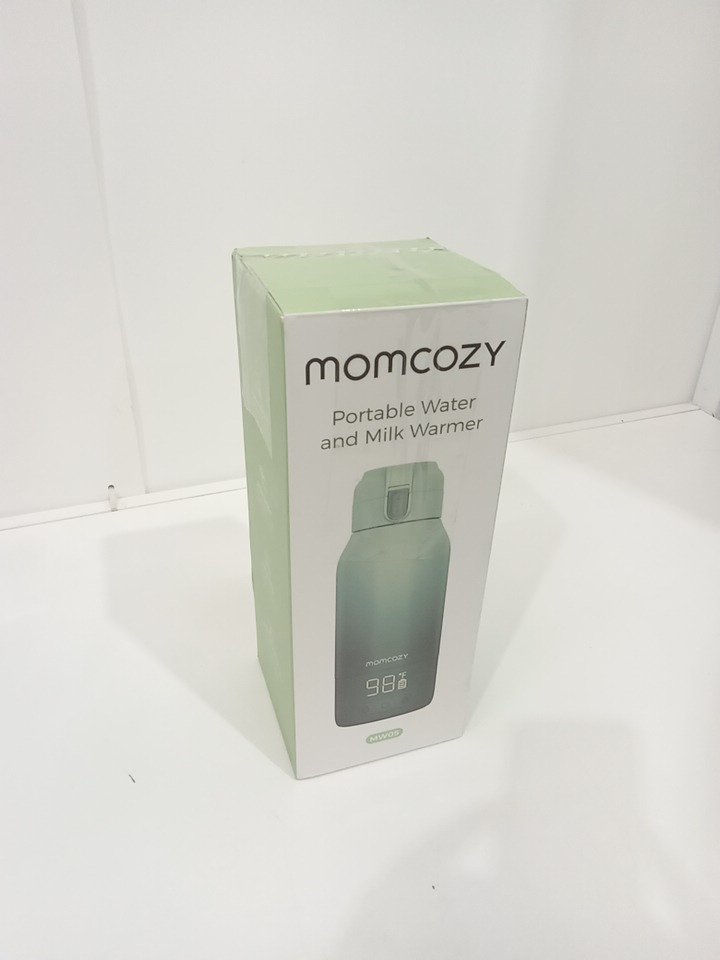 momcozy
Portable Water
and Milk Warmer
momcozy
98 °F
MW05